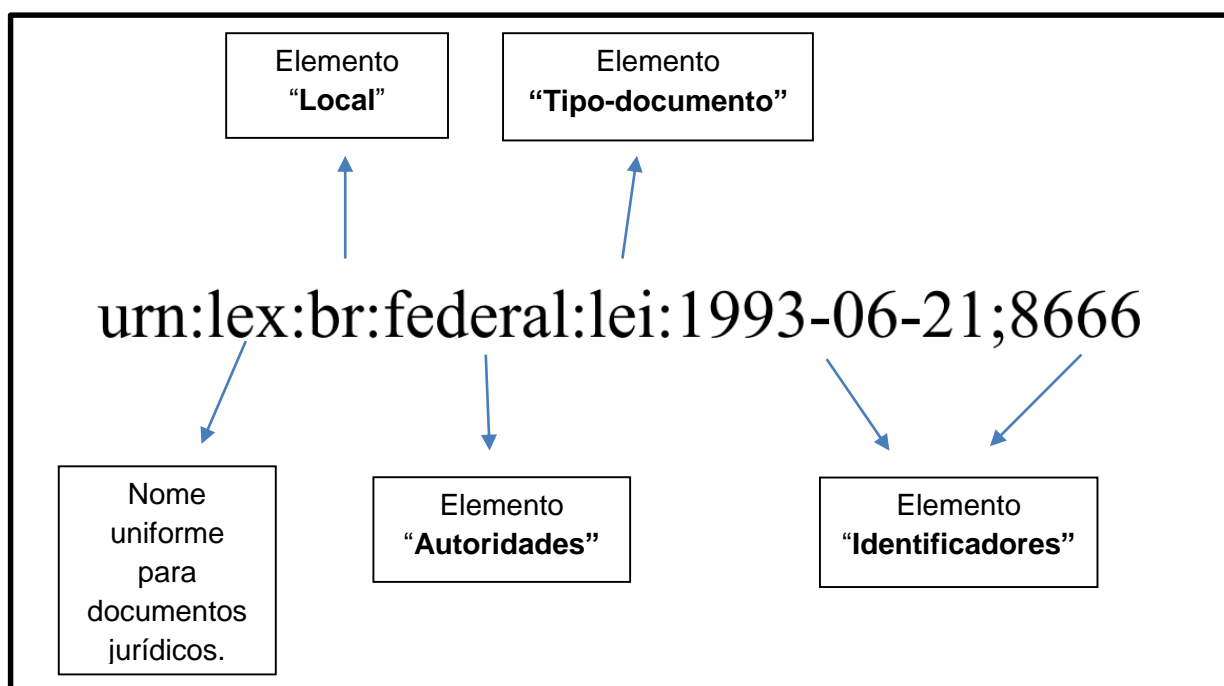 Elemento
“Local”
Elemento
“Tipo-documento”
urn:lex:br:federal:lei:1993-06-21;8666
Nome
uniforme
para
documentos
jurídicos.
Elemento
“Autoridades”
Elemento
“Identificadores”